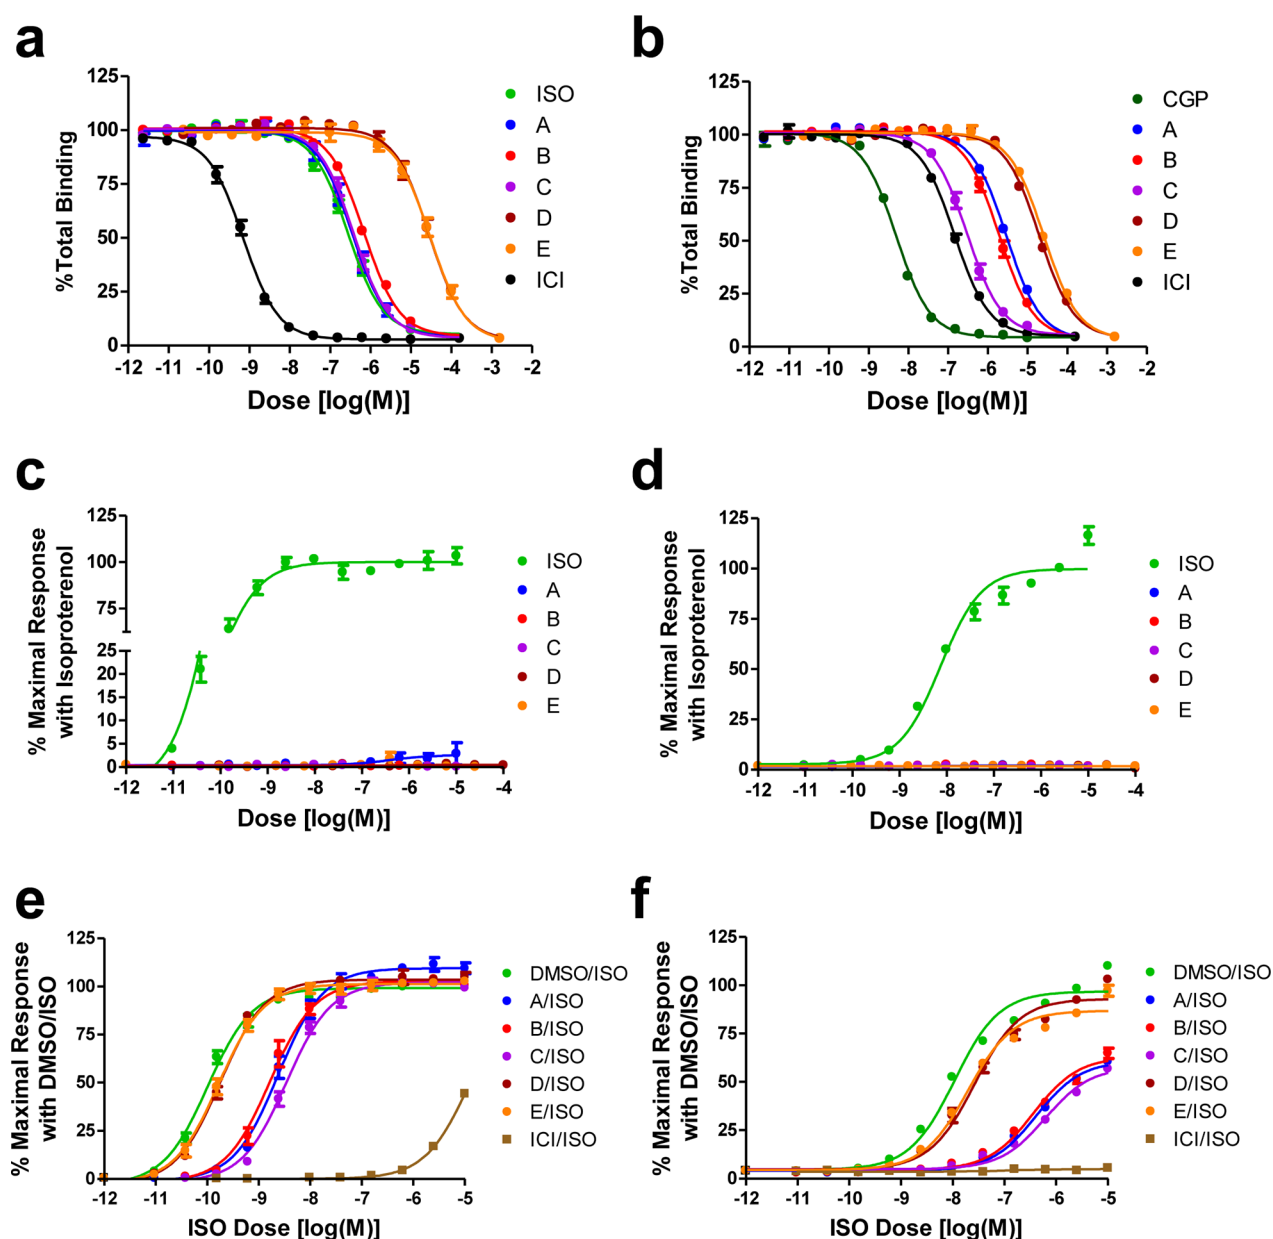 a
125
100
75
50
25
0
%Total Binding
-12 -11 -10 -9 -8 -7 -6 -5 -4 -3 -2
Dose [log(M)]
ISO
A
B
C
D
E
ICI
b
125
100
75
50
25
0
%Total Binding
-12 -11 -10 -9 -8 -7 -6 -5 -4 -3 -2
Dose [log(M)]
CGP
A
B
C
D
E
ICI
c
125
100
75
25
20
15
10
5
0
% Maximal Response
with Isoproterenol
-12 -11 -10 -9 -8 -7 -6 -5 -4
Dose [log(M)]
ISO
A
B
C
D
E
d
125
100
75
50
25
0
% Maximal Response
with Isoproterenol
-12 -11 -10 -9 -8 -7 -6 -5 -4
Dose [log(M)]
ISO
A
B
C
D
E
e
125
100
75
50
25
0
% Maximal Response
with DMSO/ISO
-12 -11 -10 -9 -8 -7 -6 -5
ISO Dose [log(M)]
DMSO/ISO
A/ISO
B/ISO
C/ISO
D/ISO
E/ISO
ICI/ISO
f
125
100
75
50
25
0
% Maximal Response
with DMSO/ISO
-12 -11 -10 -9 -8 -7 -6 -5
ISO Dose [log(M)]
DMSO/ISO
A/ISO
B/ISO
C/ISO
D/ISO
E/ISO
ICI/ISO